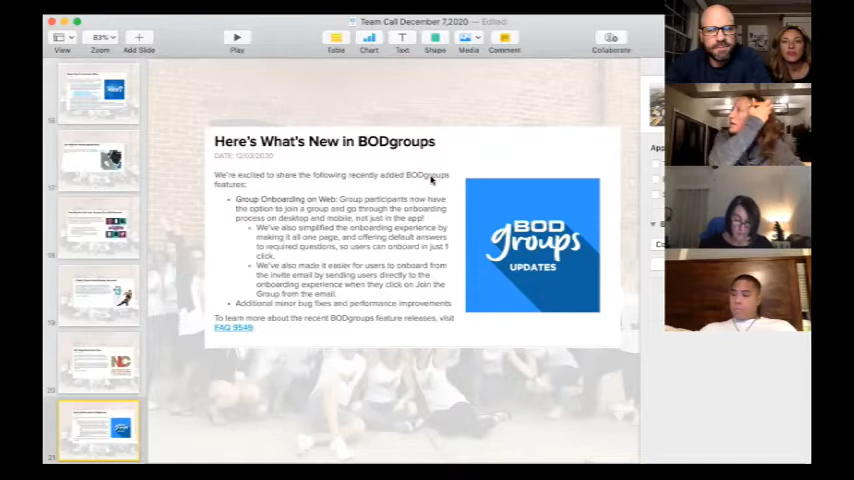 Team Call December 7,2020 — Edited
83%
View
Zoom
Add Slide
Play
Table
Chart
Text
Shape
Media
Comment
Collaborate
Here's What's New in BODgroups
DATE: 12/03/2020
We're excited to share the following recently added BODgroups
features:
• Group Onboarding on Web: Group participants now have
the option to join a group and go through the onboarding
process on desktop and mobile, not just in the app!
• We've also simplified the onboarding experience by
making it all one page, and offering default answers
to required questions, so users can onboard in just 1
click.
• We've also made it easier for users to onboard from
the invite email by sending users directly to the
onboarding experience when they click on Join the
Group from the email.
• Additional minor bug fixes and performance improvements
To learn more about the recent BODgroups feature releases, visit
FAQ 9549.
BOD
groups
UPDATES
17
18
19
20
21